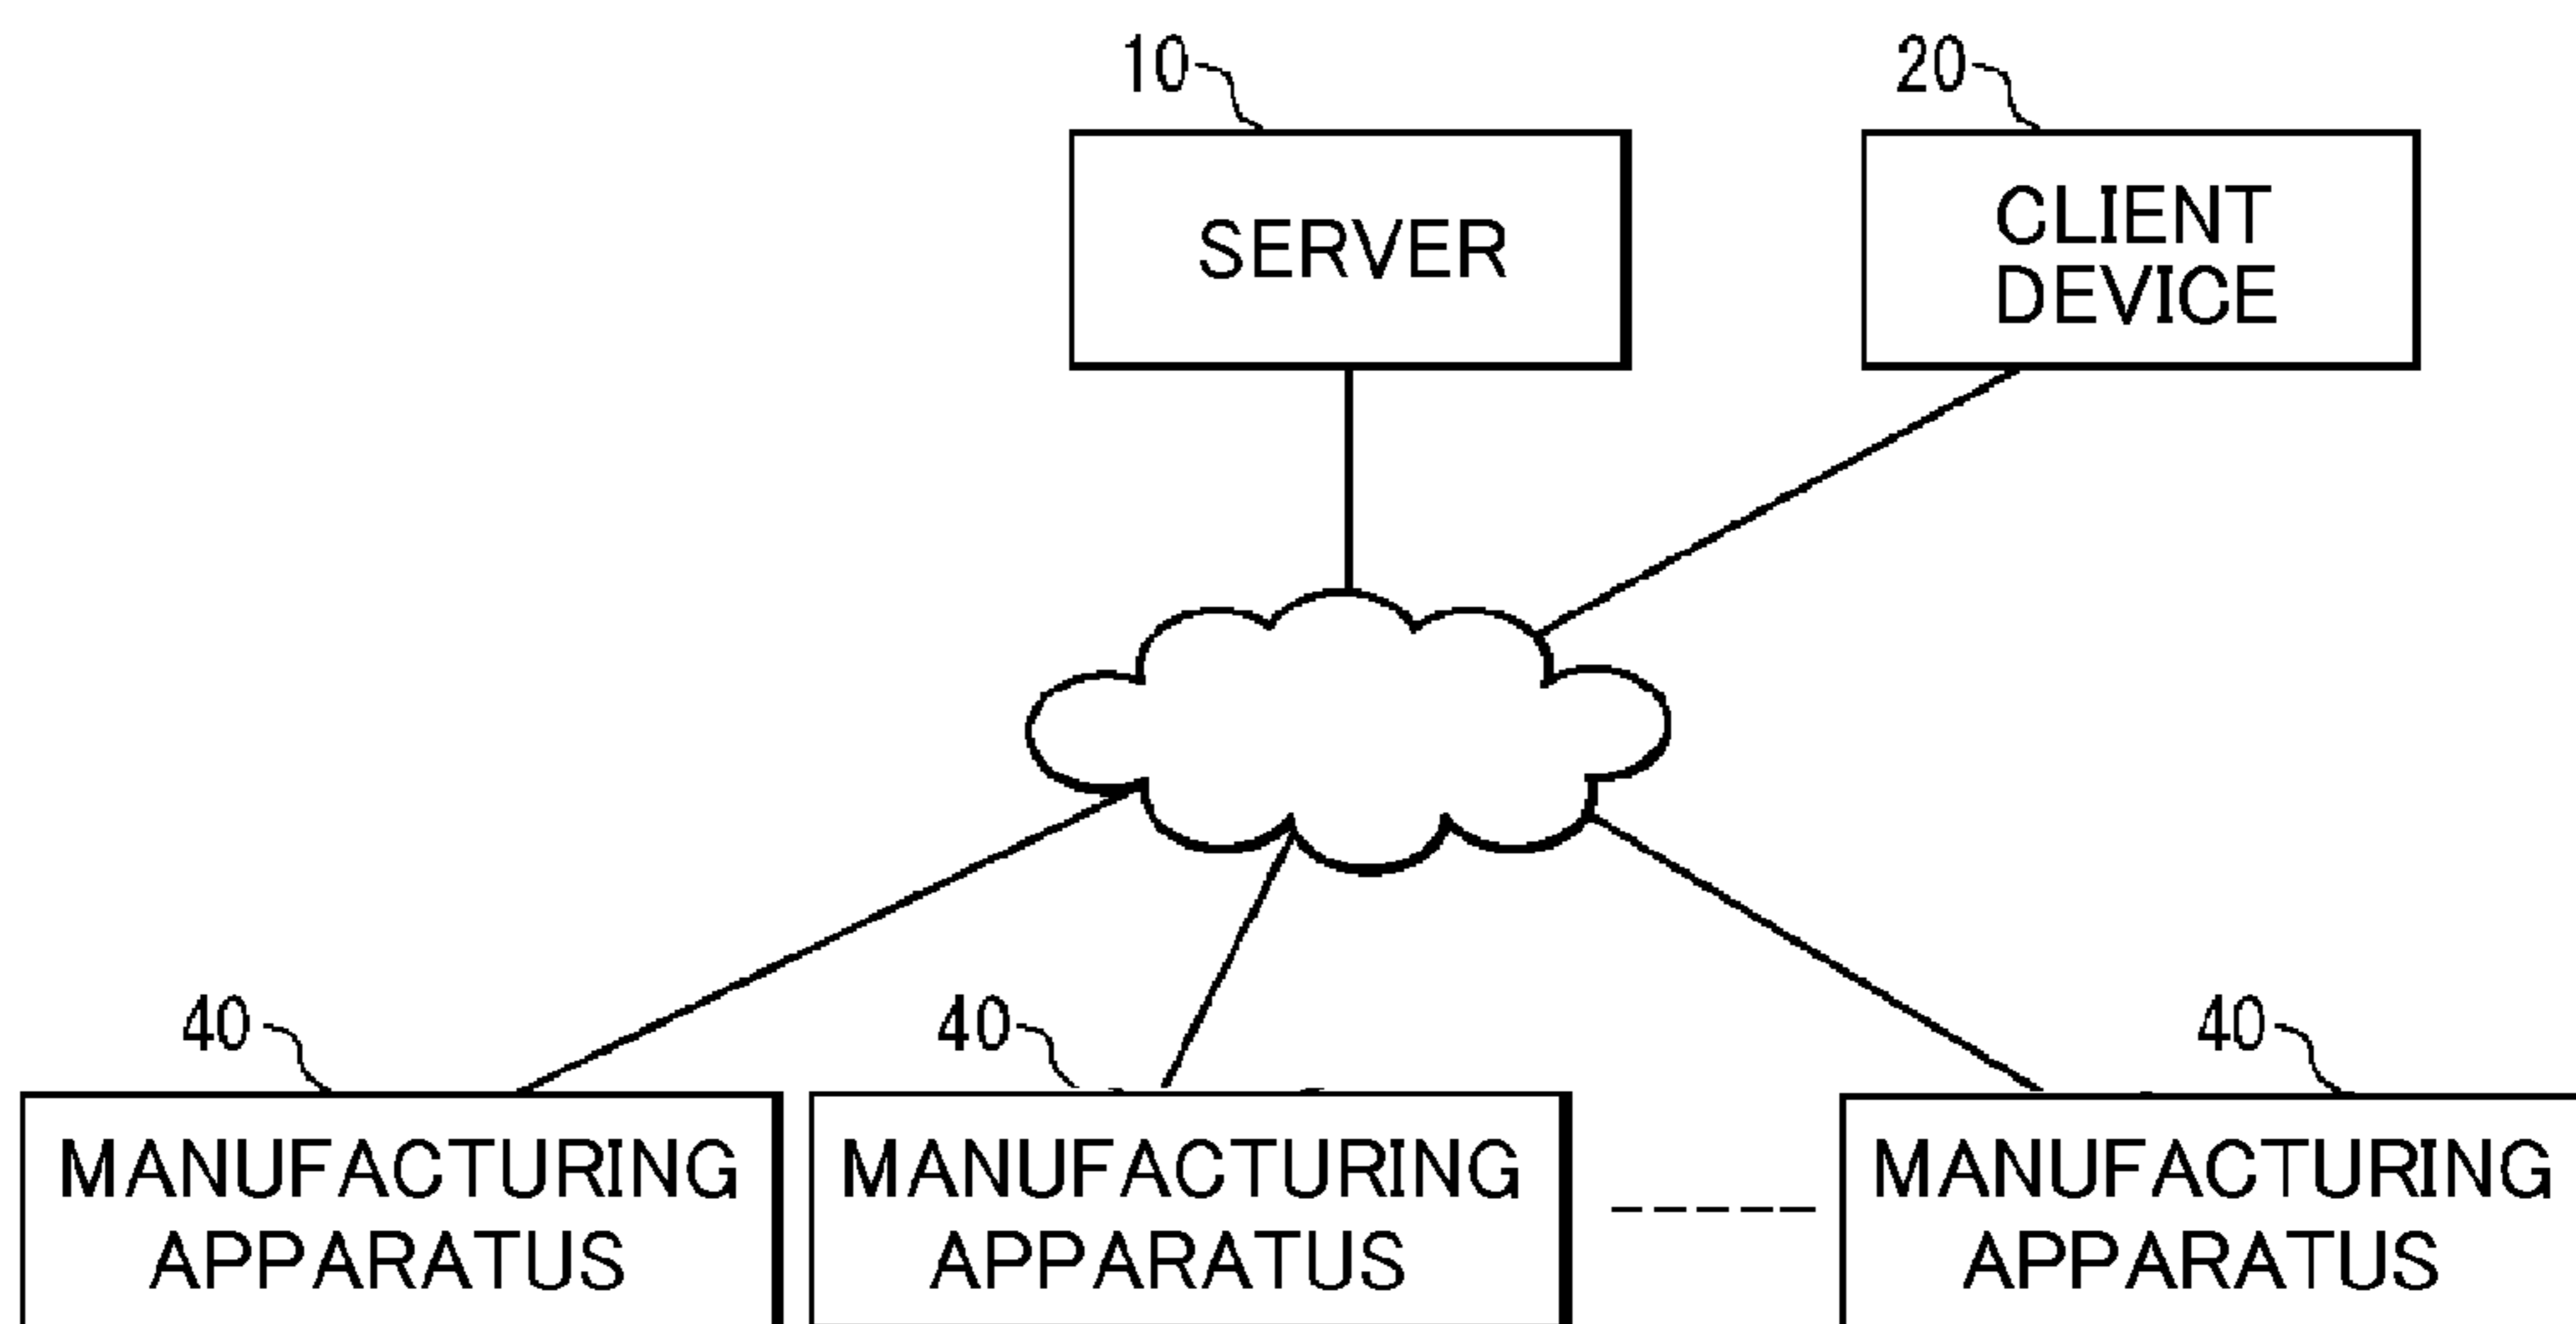 10
20
SERVER
CLIENT
DEVICE
40
40
40
MANUFACTURING
APPARATUS
MANUFACTURING
APPARATUS
MANUFACTURING
APPARATUS